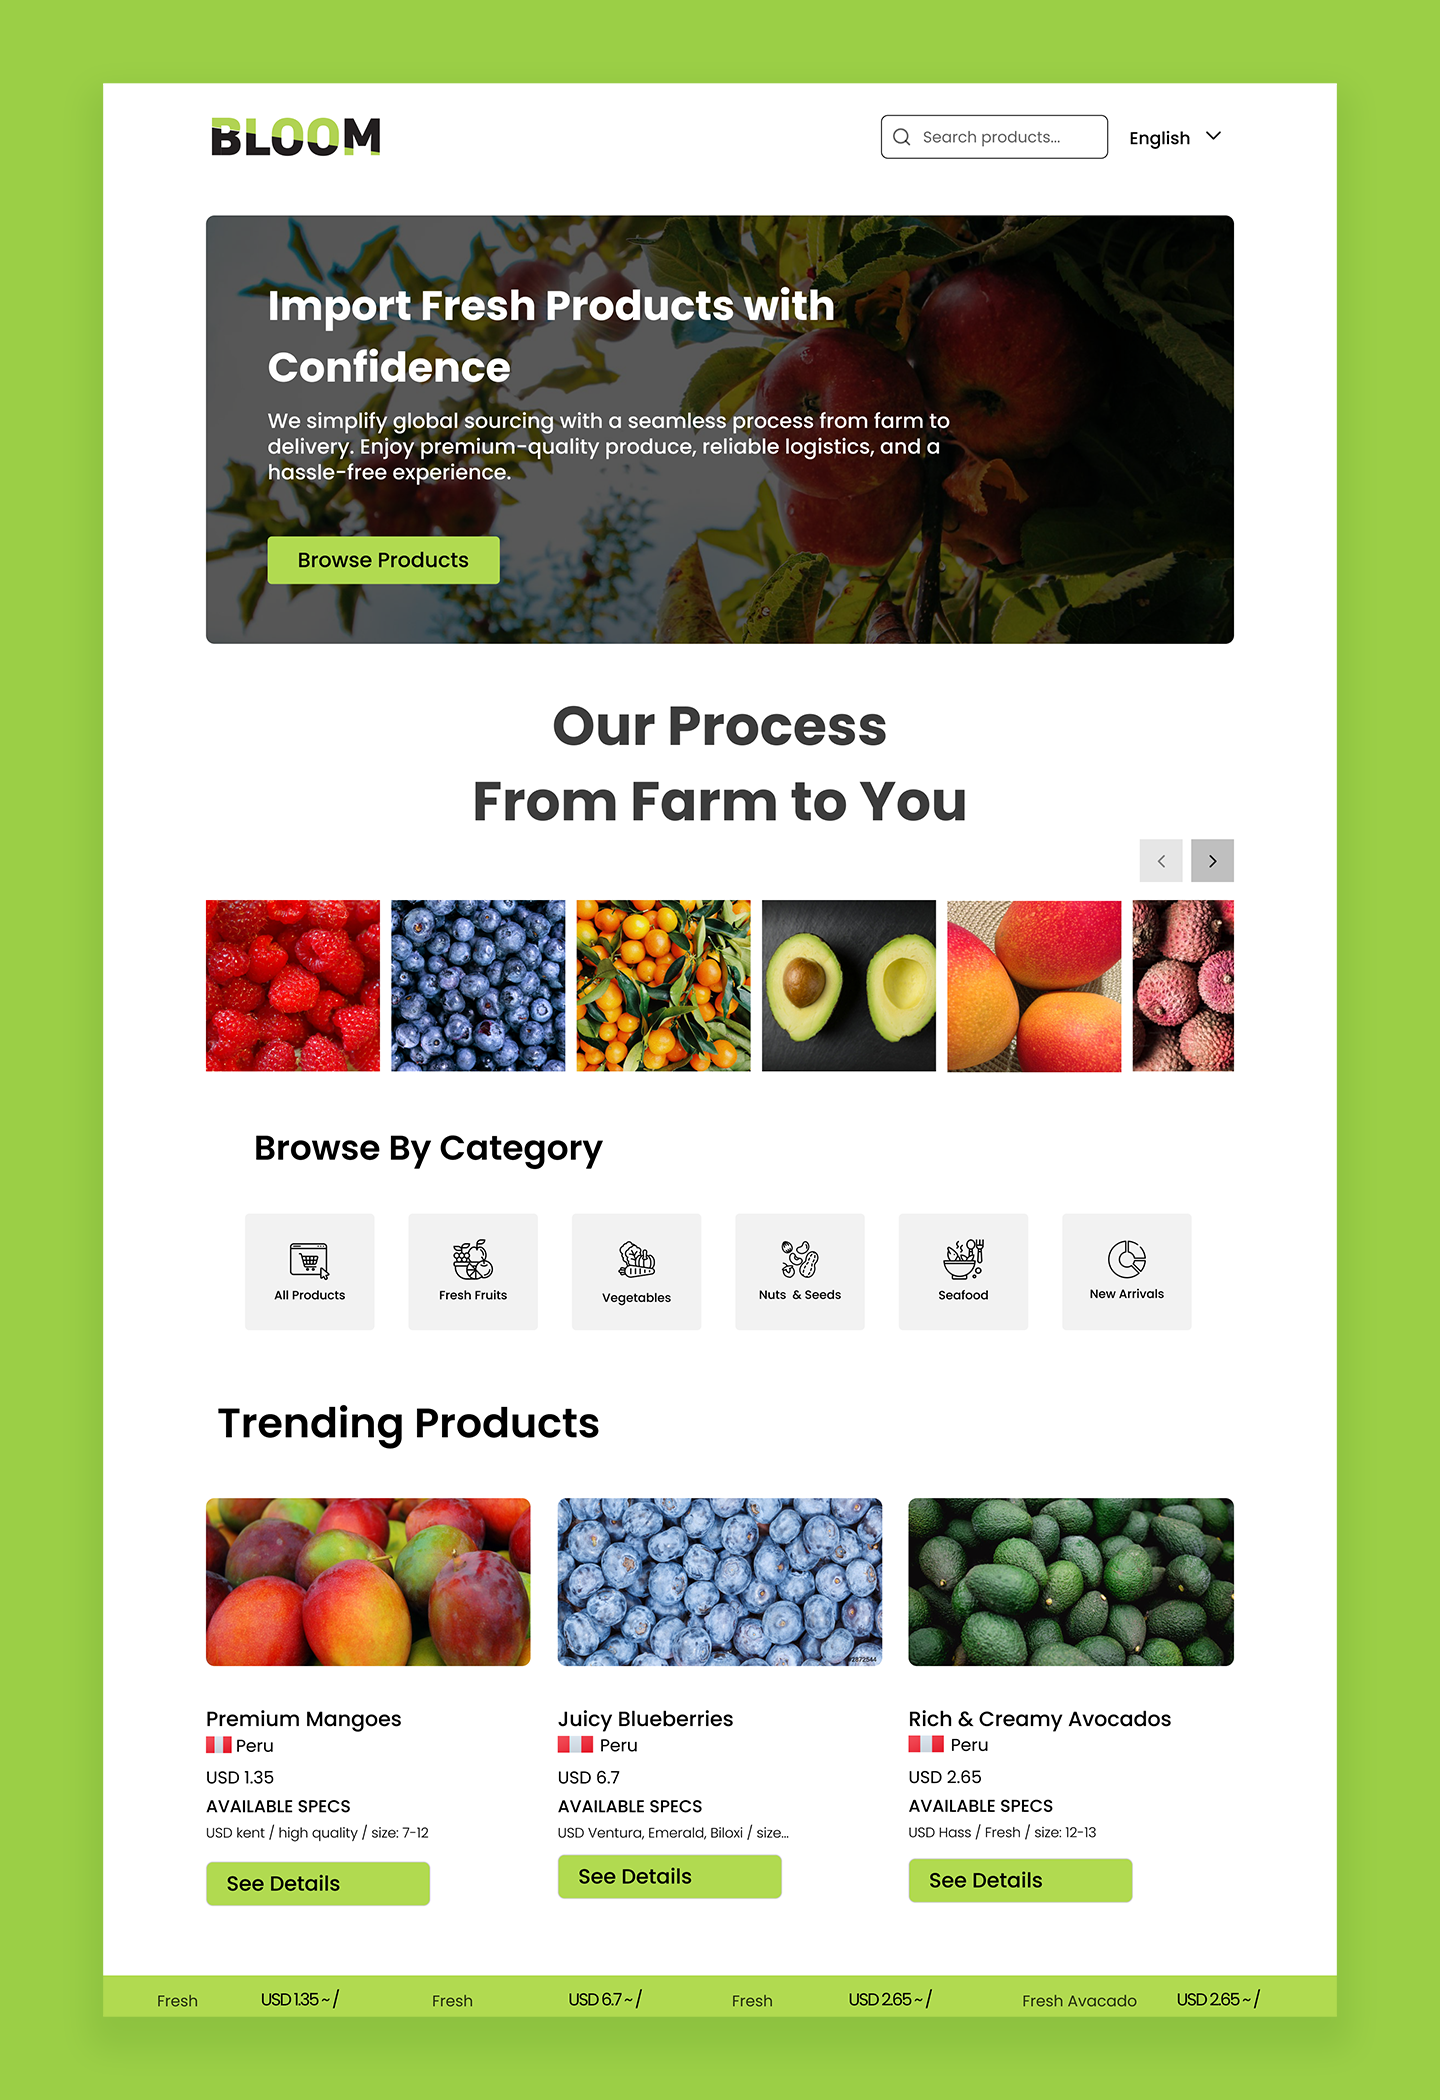 BLOOM
Search products...
English
Import Fresh Products with
Confidence
We simplify global sourcing with a seamless process from farm to
delivery. Enjoy premium-quality produce, reliable logistics, and a
hassle-free experience.
Browse Products
Our Process
From Farm to You
Browse By Category
All Products
Fresh Fruits
Vegetables
Nuts & Seeds
Seafood
New Arrivals
Trending Products
#2872544
Premium Mangoes
Peru
USD 1.35
AVAILABLE SPECS
USD kent / high quality / size: 7-12
See Details
Juicy Blueberries
Peru
USD 6.7
AVAILABLE SPECS
USD Ventura, Emerald, Biloxi / size...
See Details
Rich & Creamy Avocados
Peru
USD 2.65
AVAILABLE SPECS
USD Hass / Fresh / size: 12-13
See Details
Fresh USD 1.35 ~ / Fresh USD 6.7 ~ / Fresh USD 2.65 ~ / Fresh Avacado USD 2.65 ~ /